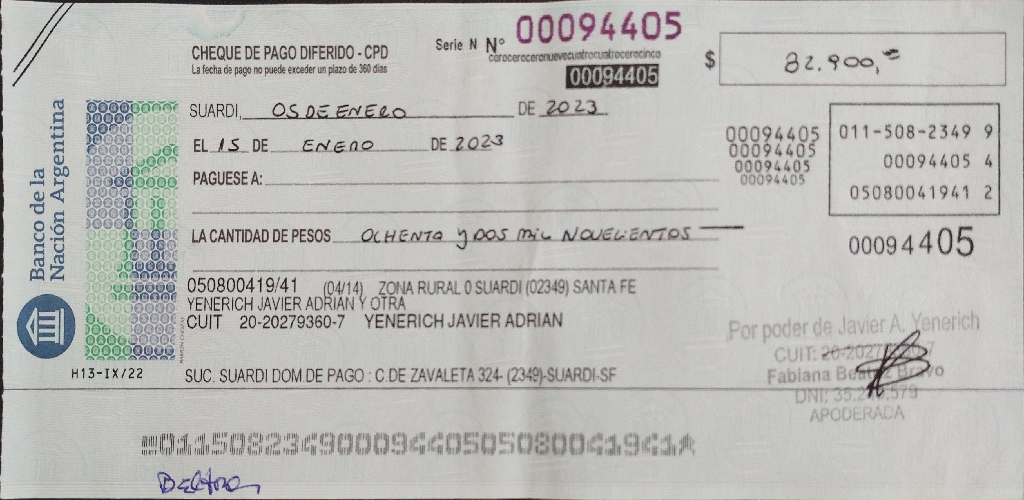 Serie N Nº 00094405
CHEQUE DE PAGO DIFERIDO - CPD
La fecha de pago no puede exceder un plazo de 360 dias
ceroceroceronuevecuatrocuatrocerocinco
00094405
$ 82.900,=
SUARDI, 05 DE ENERO DE 2023
EL 15 DE ENERO DE 2023
PAGUESE A:
LA CANTIDAD DE PESOS OCHENTA y DOS MIL NOVECIENTOS
00094405
00094405
00094405
00094405
011-508-2349 9
00094405 4
05080041941 2
00094405
Banco de la
Nación Argentina
050800419/41 (04/14) ZONA RURAL 0 SUARDI (02349) SANTA FE
YENERICH JAVIER ADRIAN Y OTRA
CUIT 20-20279360-7 YENERICH JAVIER ADRIAN
H13-IX/22
SUC. SUARDI DOM.DE PAGO : C.DE ZAVALETA 324- (2349)-SUARDI-SF
Por poder de Javier A. Yenerich
CUIT:
Fabiana Bravo
DNI:
APODERADA
01150823490009440505080041941